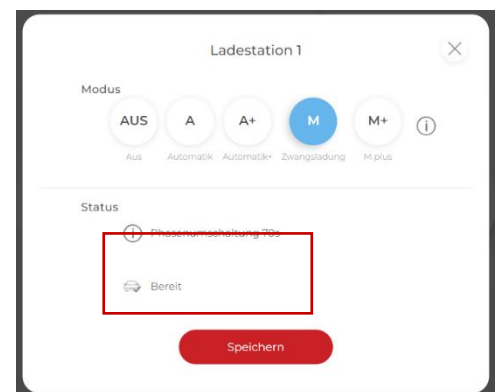 Ladestation 1
Modus
AUS A A+ M M+
Aus Automatik Automatik+ Zwangsladung M plus
Status
Phasenumschaltung 70s
Bereit
Speichern